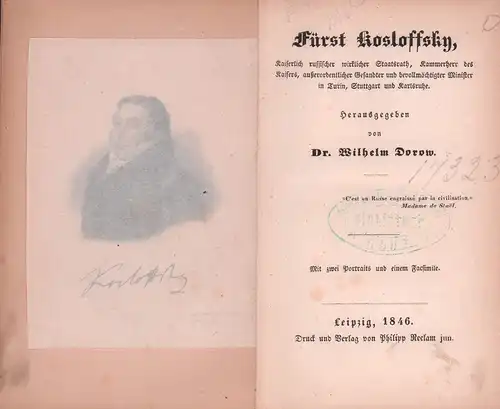 Kosloffsky
Fürst Kosloffsky,
Kaiserlich russischer wirklicher Staatsrath, Kammerherr des
Kaisers, außerordentlicher Gesandter und bevollmächtigter Minister
in Turin, Stuttgart und Karlsruhe.
Herausgegeben
von
Dr. Wilhelm Dorow.
11323
»C'est un Russe engraissé par la civilisation.«
Madame de Staël.
Mit zwei Portraits und einem Facsimile.
Leipzig, 1846.
Druck und Verlag von Philipp Reclam jun.